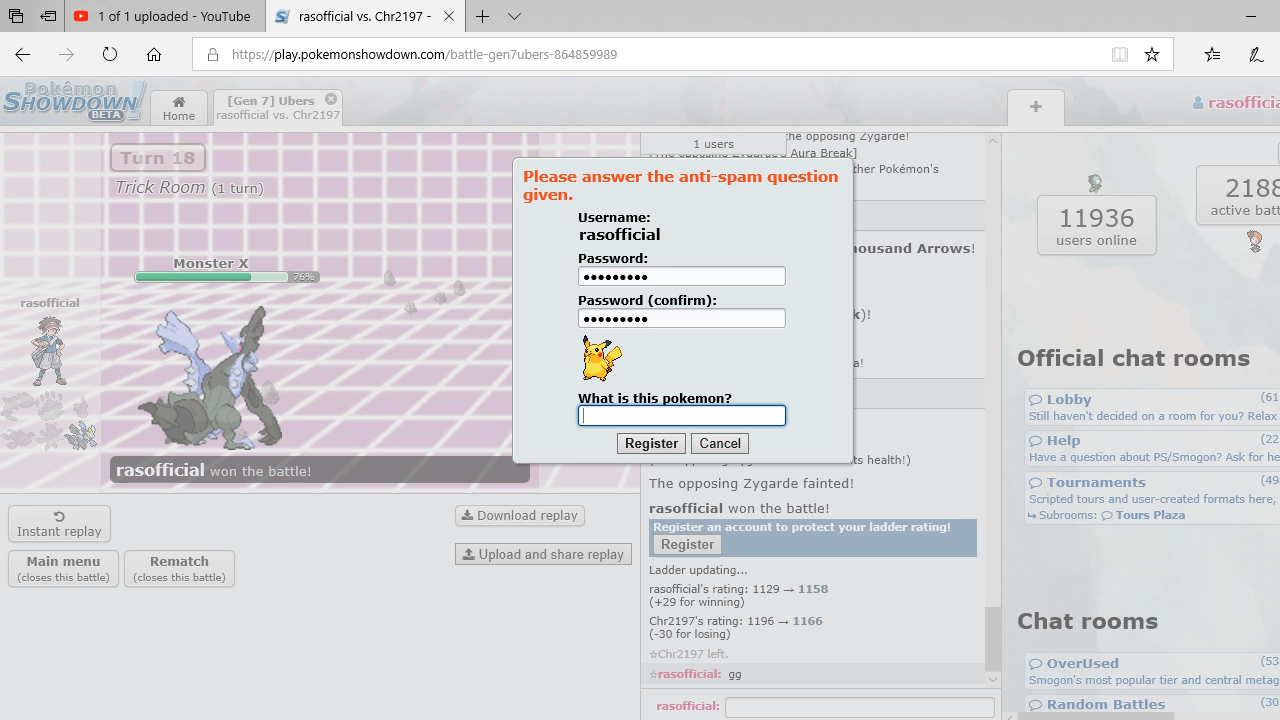 1 of 1 uploaded - YouTube
rasofficial vs. Chr2197 -
https://play.pokemonshowdown.com/battle-gen7ubers-864859989
Pokémon
SHOWDOWN!
BETA
Home
[Gen 7] Ubers
rasofficial vs. Chr2197
+
rasofficia
Turn 18
Trick Room (1 turn)
Monster X
76%
rasofficial
rasofficial won the battle!
Instant replay
Download replay
Upload and share replay
Main menu
(closes this battle)
Rematch
(closes this battle)
Please answer the anti-spam question
given.
Username:
rasofficial
Password:
Password (confirm):
What is this pokemon?
Register
Cancel
1 users
the opposing Zygarde!
[The opposing Zygarde's Aura Break]
ther Pokémon's
housand Arrows!
k)!
a!
ts health!)
The opposing Zygarde fainted!
rasofficial won the battle!
Register an account to protect your ladder rating!
Register
Ladder updating...
rasofficial's rating: 1129 → 1158
(+29 for winning)
Chr2197's rating: 1196 → 1166
(-30 for losing)
☆Chr2197 left.
☆rasofficial: gg
rasofficial:
11936
users online
2188
active batt
Official chat rooms
Lobby
(61
Still haven't decided on a room for you? Relax
Help
(22
Have a question about PS/Smogon? Ask for he
Tournaments
(49
Scripted tours and user-created formats here,
↳Subrooms: Tours Plaza
Chat rooms
OverUsed
(53
Smogon's most popular tier and central metag
Random Battles
(30